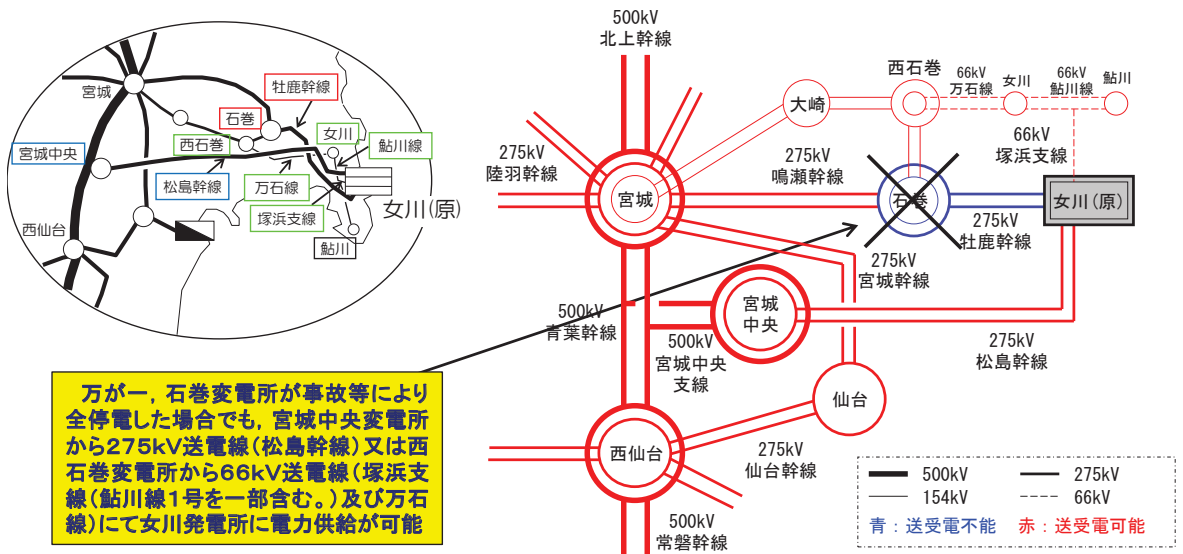 宮城
牡鹿幹線
石巻
女川
西石巻
鮎川線
宮城中央
松島幹線
万石線
塚浜支線
女川(原)
西仙台
鮎川
500kV
北上幹線
西石巻
66kV
万石線
女川
66kV
鮎川線
鮎川
大崎
66kV
塚浜支線
275kV
陸羽幹線
275kV
鳴瀬幹線
宮城
石巻
女川(原)
275kV
牡鹿幹線
275kV
宮城幹線
宮城
中央
500kV
青葉幹線
500kV
宮城中央
支線
275kV
松島幹線
仙台
西仙台
275kV
仙台幹線
500kV
常磐幹線
万が一，石巻変電所が事故等により
全停電した場合でも，宮城中央変電所
から275kV送電線(松島幹線)又は西
石巻変電所から66kV送電線(塚浜支
線(鮎川線１号を一部含む。)及び万石
線)にて女川発電所に電力供給が可能
500kV
275kV
154kV
66kV
青：送受電不能
赤：送受電可能